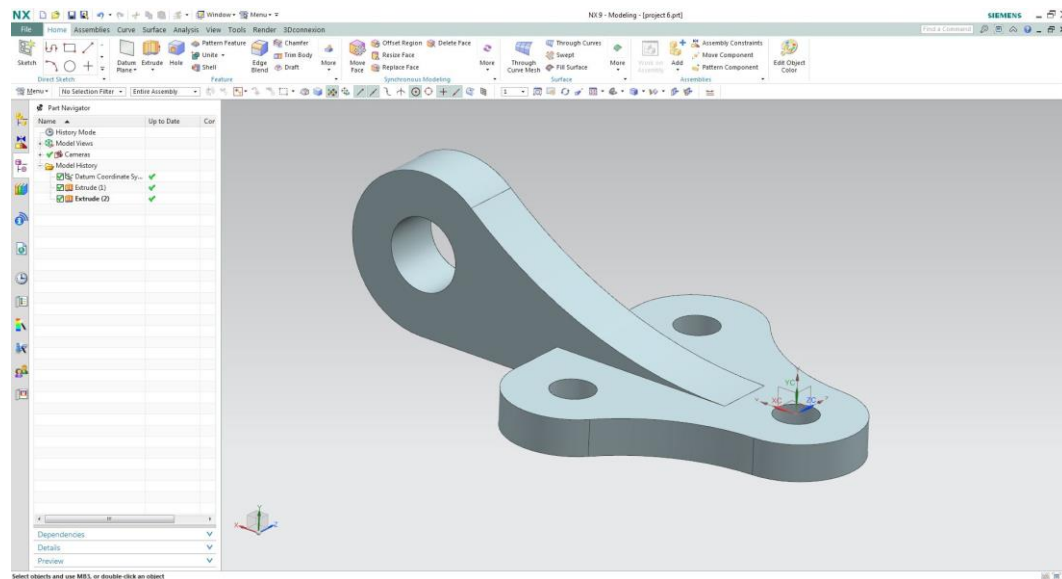 NX Window Menu NX 9 - Modeling - [project 6.prt] SIEMENS
File Home Assemblies Curve Surface Analysis View Tools Render 3Dconnexion Find a Command
Sketch
Direct Sketch
Datum Plane
Extrude
Hole
Pattern Feature
Unite
Shell
Edge Blend
Chamfer
Trim Body
Draft
More
Feature
Move Face
Offset Region
Resize Face
Replace Face
Delete Face
More
Synchronous Modeling
Through Curve Mesh
Through Curves
Swept
Fill Surface
More
Surface
Add
Assembly Constraints
Move Component
Pattern Component
Assemblies
Edit Object Color
Menu No Selection Filter Entire Assembly 1
Part Navigator
Name Up to Date Cor
History Mode
Model Views
Cameras
Model History
Datum Coordinate Sy...
Extrude (1)
Extrude (2)
Dependencies
Details
Preview
YC
XC ZC
Y
X Z
Select objects and use MB3, or double-click an object